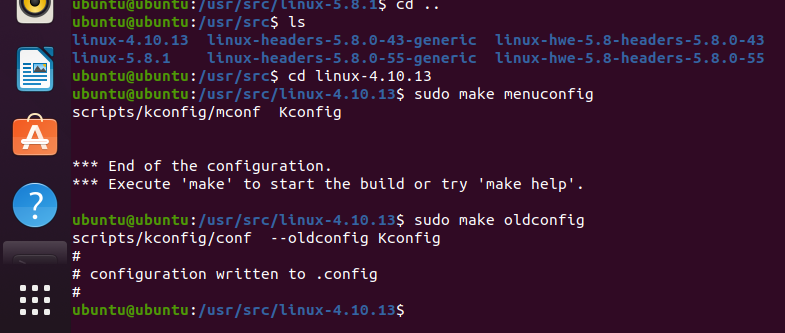 ubuntu@ubuntu:/usr/src/linux-5.8.1$ cd ..
ubuntu@ubuntu:/usr/src$ ls
linux-4.10.13  linux-headers-5.8.0-43-generic  linux-hwe-5.8-headers-5.8.0-43
linux-5.8.1    linux-headers-5.8.0-55-generic  linux-hwe-5.8-headers-5.8.0-55
ubuntu@ubuntu:/usr/src$ cd linux-4.10.13
ubuntu@ubuntu:/usr/src/linux-4.10.13$ sudo make menuconfig
scripts/kconfig/mconf  Kconfig
*** End of the configuration.
*** Execute 'make' to start the build or try 'make help'.
ubuntu@ubuntu:/usr/src/linux-4.10.13$ sudo make oldconfig
scripts/kconfig/conf  --oldconfig Kconfig
#
# configuration written to .config
#
ubuntu@ubuntu:/usr/src/linux-4.10.13$